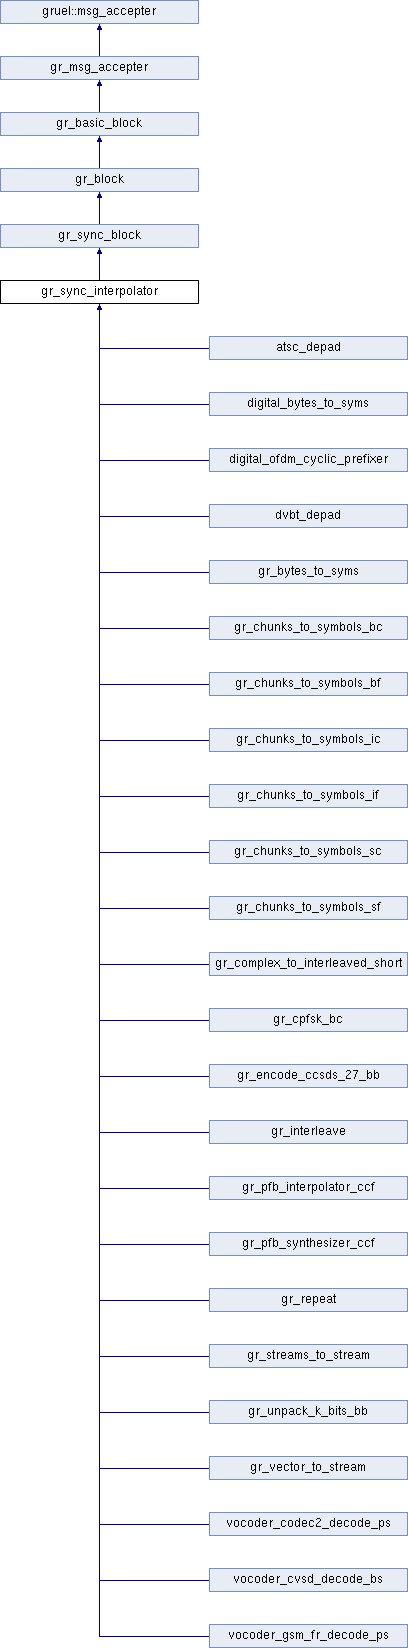 gruel::msg_accepter
gr_msg_accepter
gr_basic_block
gr_block
gr_sync_block
gr_sync_interpolator
atsc_depad
digital_bytes_to_syms
digital_ofdm_cyclic_prefixer
dvbt_depad
gr_bytes_to_syms
gr_chunks_to_symbols_bc
gr_chunks_to_symbols_bf
gr_chunks_to_symbols_ic
gr_chunks_to_symbols_if
gr_chunks_to_symbols_sc
gr_chunks_to_symbols_sf
gr_complex_to_interleaved_short
gr_cpfsk_bc
gr_encode_ccsds_27_bb
gr_interleave
gr_pfb_interpolator_ccf
gr_pfb_synthesizer_ccf
gr_repeat
gr_streams_to_stream
gr_unpack_k_bits_bb
gr_vector_to_stream
vocoder_codec2_decode_ps
vocoder_cvsd_decode_bs
vocoder_gsm_fr_decode_ps